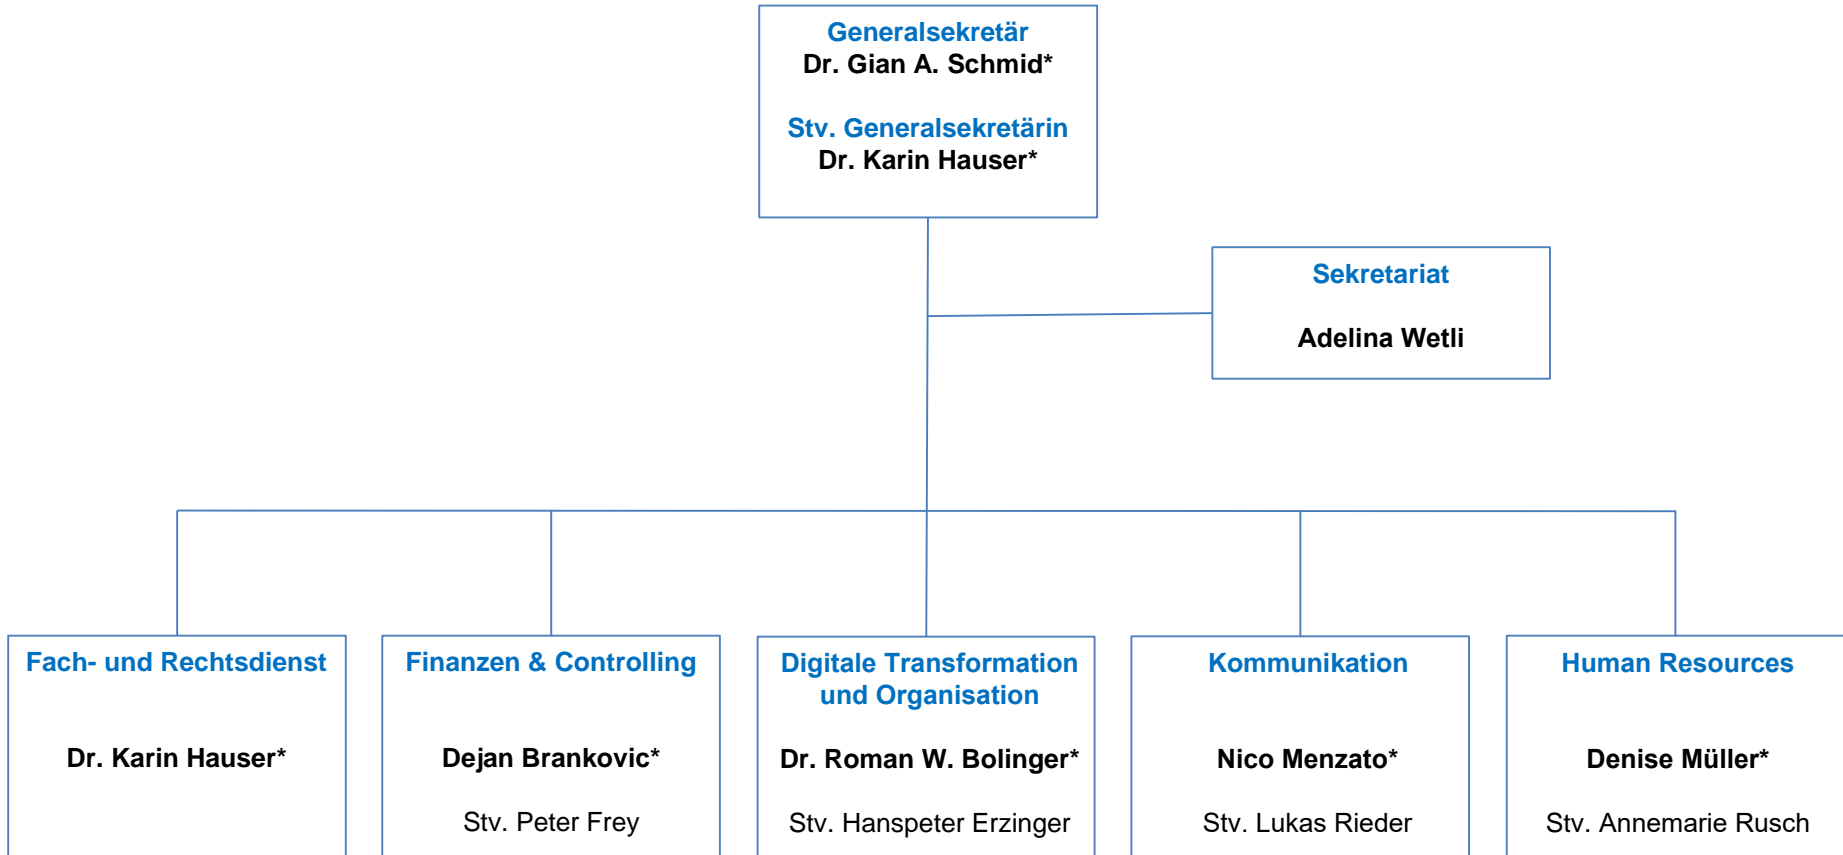 Generalsekretär
Dr. Gian A. Schmid*
Stv. Generalsekretärin
Dr. Karin Hauser*
Sekretariat
Adelina Wetli
Fach- und Rechtsdienst
Dr. Karin Hauser*
Finanzen & Controlling
Dejan Brankovic*
Stv. Peter Frey
Digitale Transformation
und Organisation
Dr. Roman W. Bolinger*
Stv. Hanspeter Erzinger
Kommunikation
Nico Menzato*
Stv. Lukas Rieder
Human Resources
Denise Müller*
Stv. Annemarie Rusch